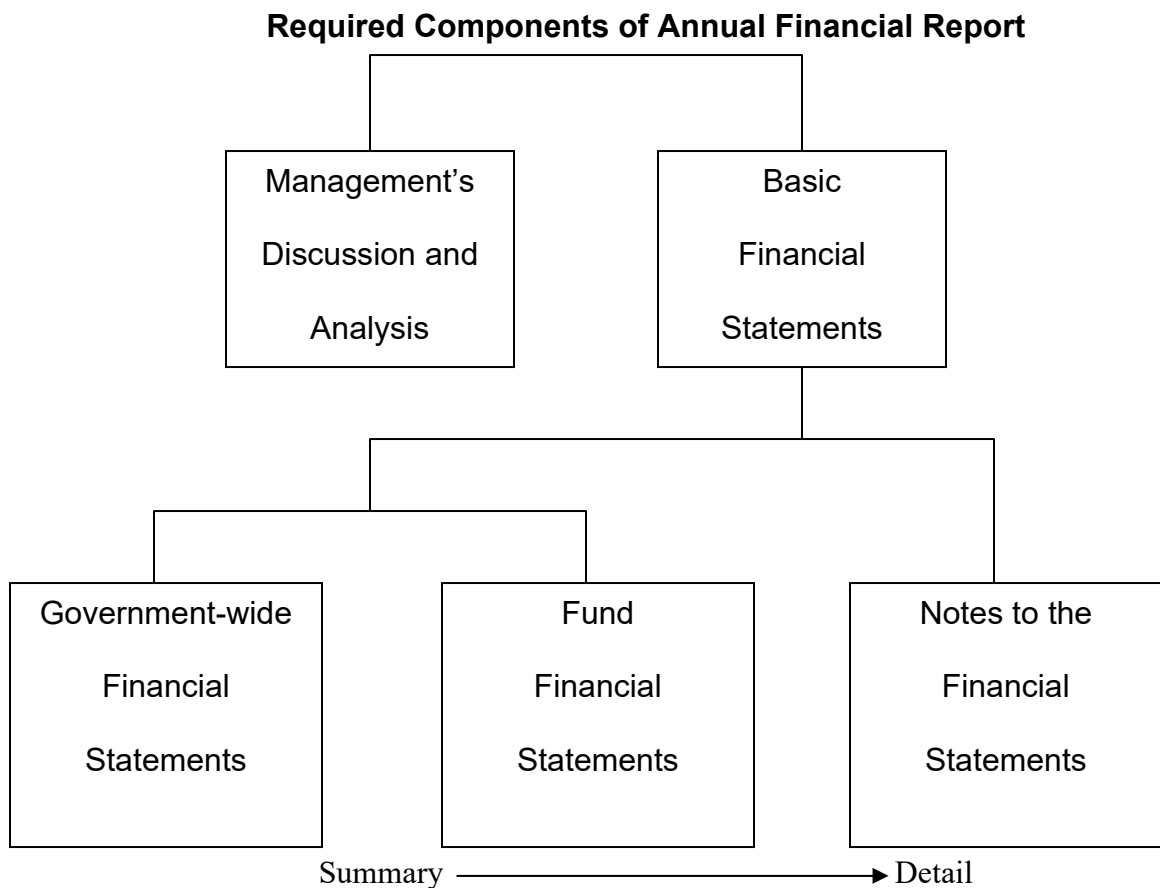 Required Components of Annual Financial Report
Management’s
Discussion and
Analysis
Basic
Financial
Statements
Government-wide
Financial
Statements
Fund
Financial
Statements
Notes to the
Financial
Statements
Summary
Detail